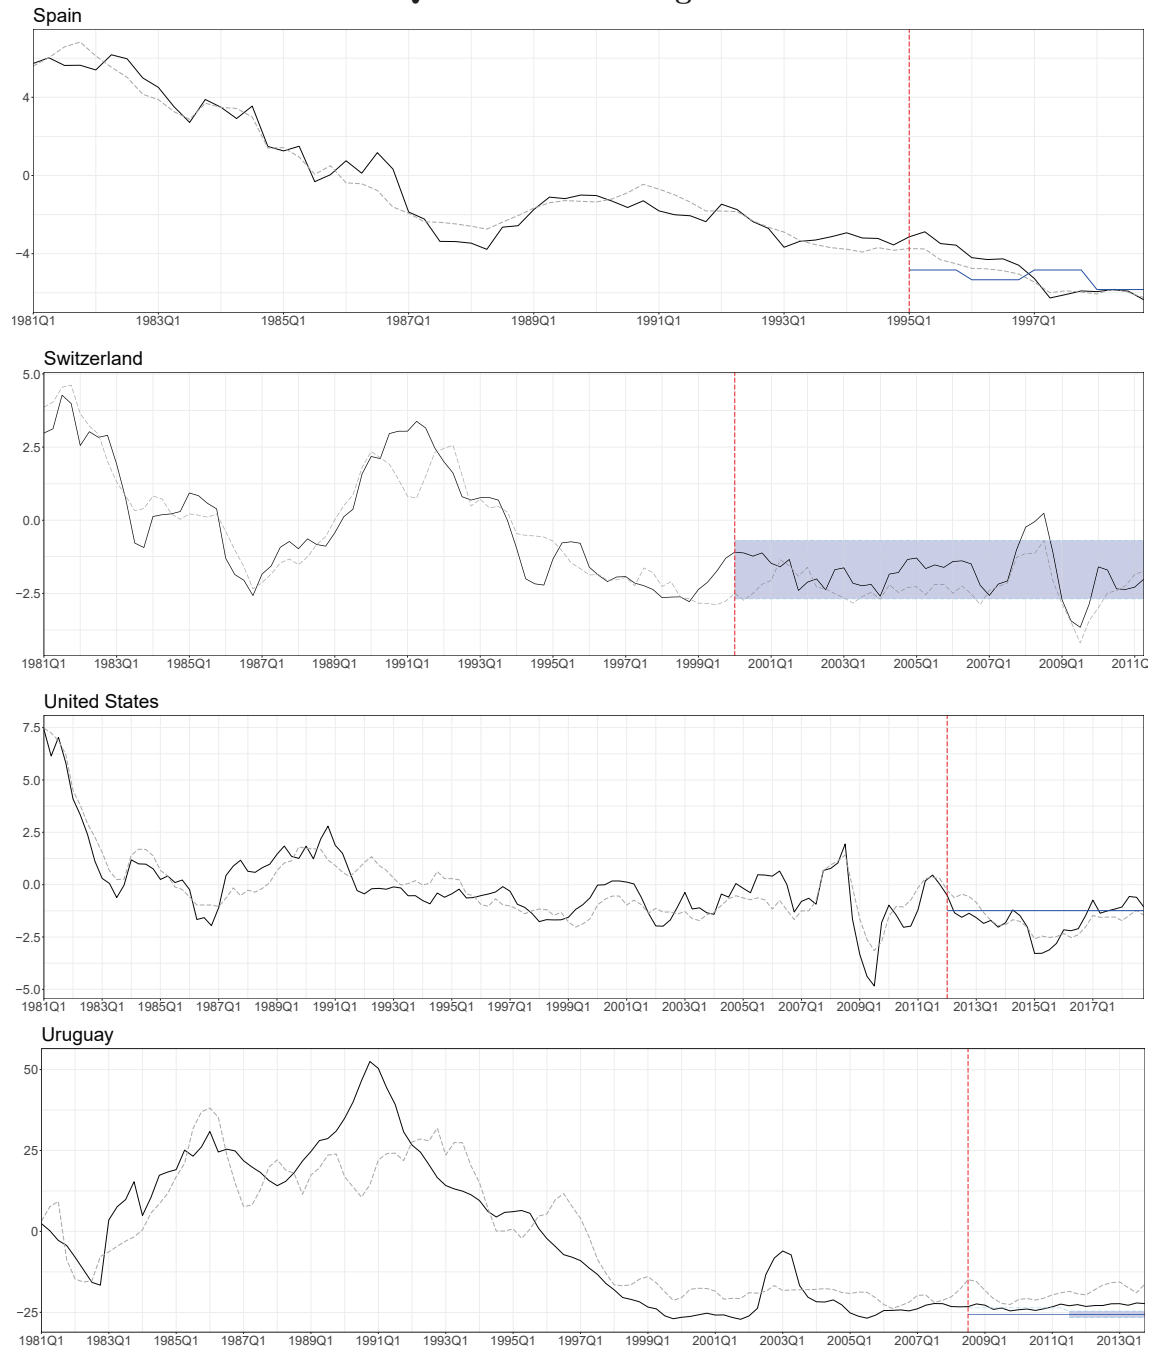 Spain
4
0
−4
1981Q1 1983Q1 1985Q1 1987Q1 1989Q1 1991Q1 1993Q1 1995Q1 1997Q1
Switzerland
5.0
2.5
0.0
−2.5
1981Q1 1983Q1 1985Q1 1987Q1 1989Q1 1991Q1 1993Q1 1995Q1 1997Q1 1999Q1 2001Q1 2003Q1 2005Q1 2007Q1 2009Q1 2011Q
United States
7.5
5.0
2.5
0.0
−2.5
−5.0
1981Q1 1983Q1 1985Q1 1987Q1 1989Q1 1991Q1 1993Q1 1995Q1 1997Q1 1999Q1 2001Q1 2003Q1 2005Q1 2007Q1 2009Q1 2011Q1 2013Q1 2015Q1 2017Q1
Uruguay
50
25
0
−25
1981Q1 1983Q1 1985Q1 1987Q1 1989Q1 1991Q1 1993Q1 1995Q1 1997Q1 1999Q1 2001Q1 2003Q1 2005Q1 2007Q1 2009Q1 2011Q1 2013Q1